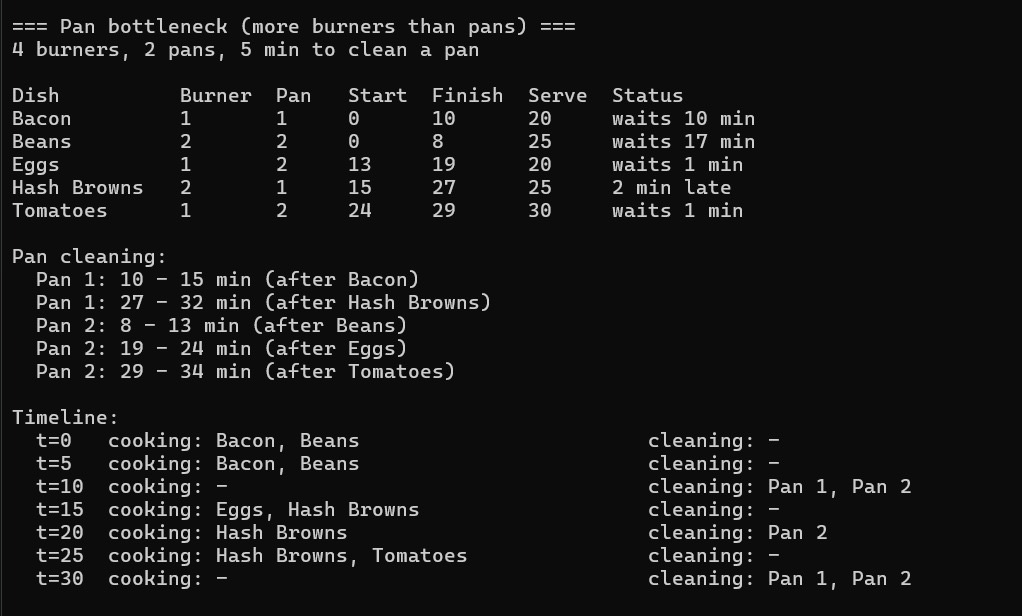 === Pan bottleneck (more burners than pans) ===
4 burners, 2 pans, 5 min to clean a pan

Dish          Burner  Pan   Start  Finish  Serve  Status
Bacon         1       1     0      10      20     waits 10 min
Beans         2       2     0      8       25     waits 17 min
Eggs          1       2     13     19      20     waits 1 min
Hash Browns   2       1     15     27      25     2 min late
Tomatoes      1       2     24     29      30     waits 1 min

Pan cleaning:
  Pan 1: 10 - 15 min (after Bacon)
  Pan 1: 27 - 32 min (after Hash Browns)
  Pan 2: 8 - 13 min (after Beans)
  Pan 2: 19 - 24 min (after Eggs)
  Pan 2: 29 - 34 min (after Tomatoes)

Timeline:
  t=0   cooking: Bacon, Beans                        cleaning: -
  t=5   cooking: Bacon, Beans                        cleaning: -
  t=10  cooking: -                                   cleaning: Pan 1, Pan 2
  t=15  cooking: Eggs, Hash Browns                   cleaning: -
  t=20  cooking: Hash Browns                         cleaning: Pan 2
  t=25  cooking: Hash Browns, Tomatoes               cleaning: -
  t=30  cooking: -                                   cleaning: Pan 1, Pan 2